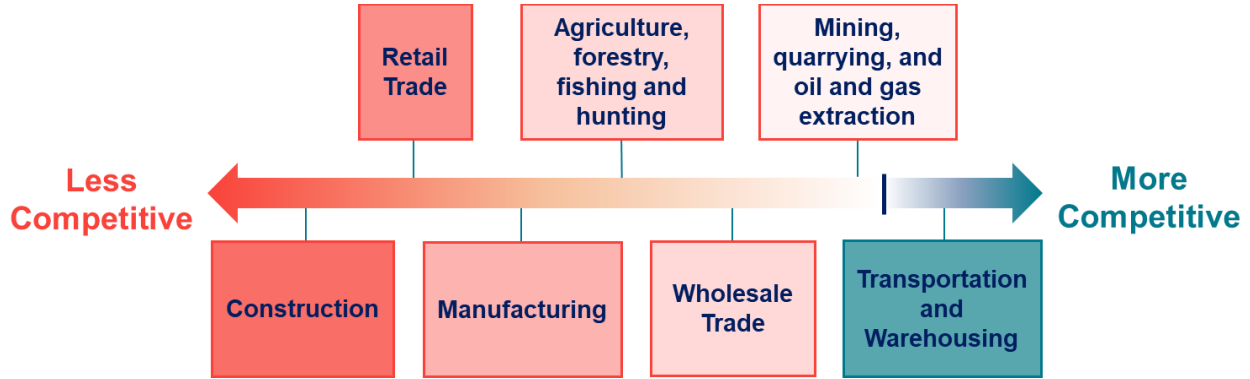 Retail
Trade
Agriculture,
forestry,
fishing and
hunting
Mining,
quarrying, and
oil and gas
extraction
Less
Competitive
More
Competitive
Construction
Manufacturing
Wholesale
Trade
Transportation
and
Warehousing